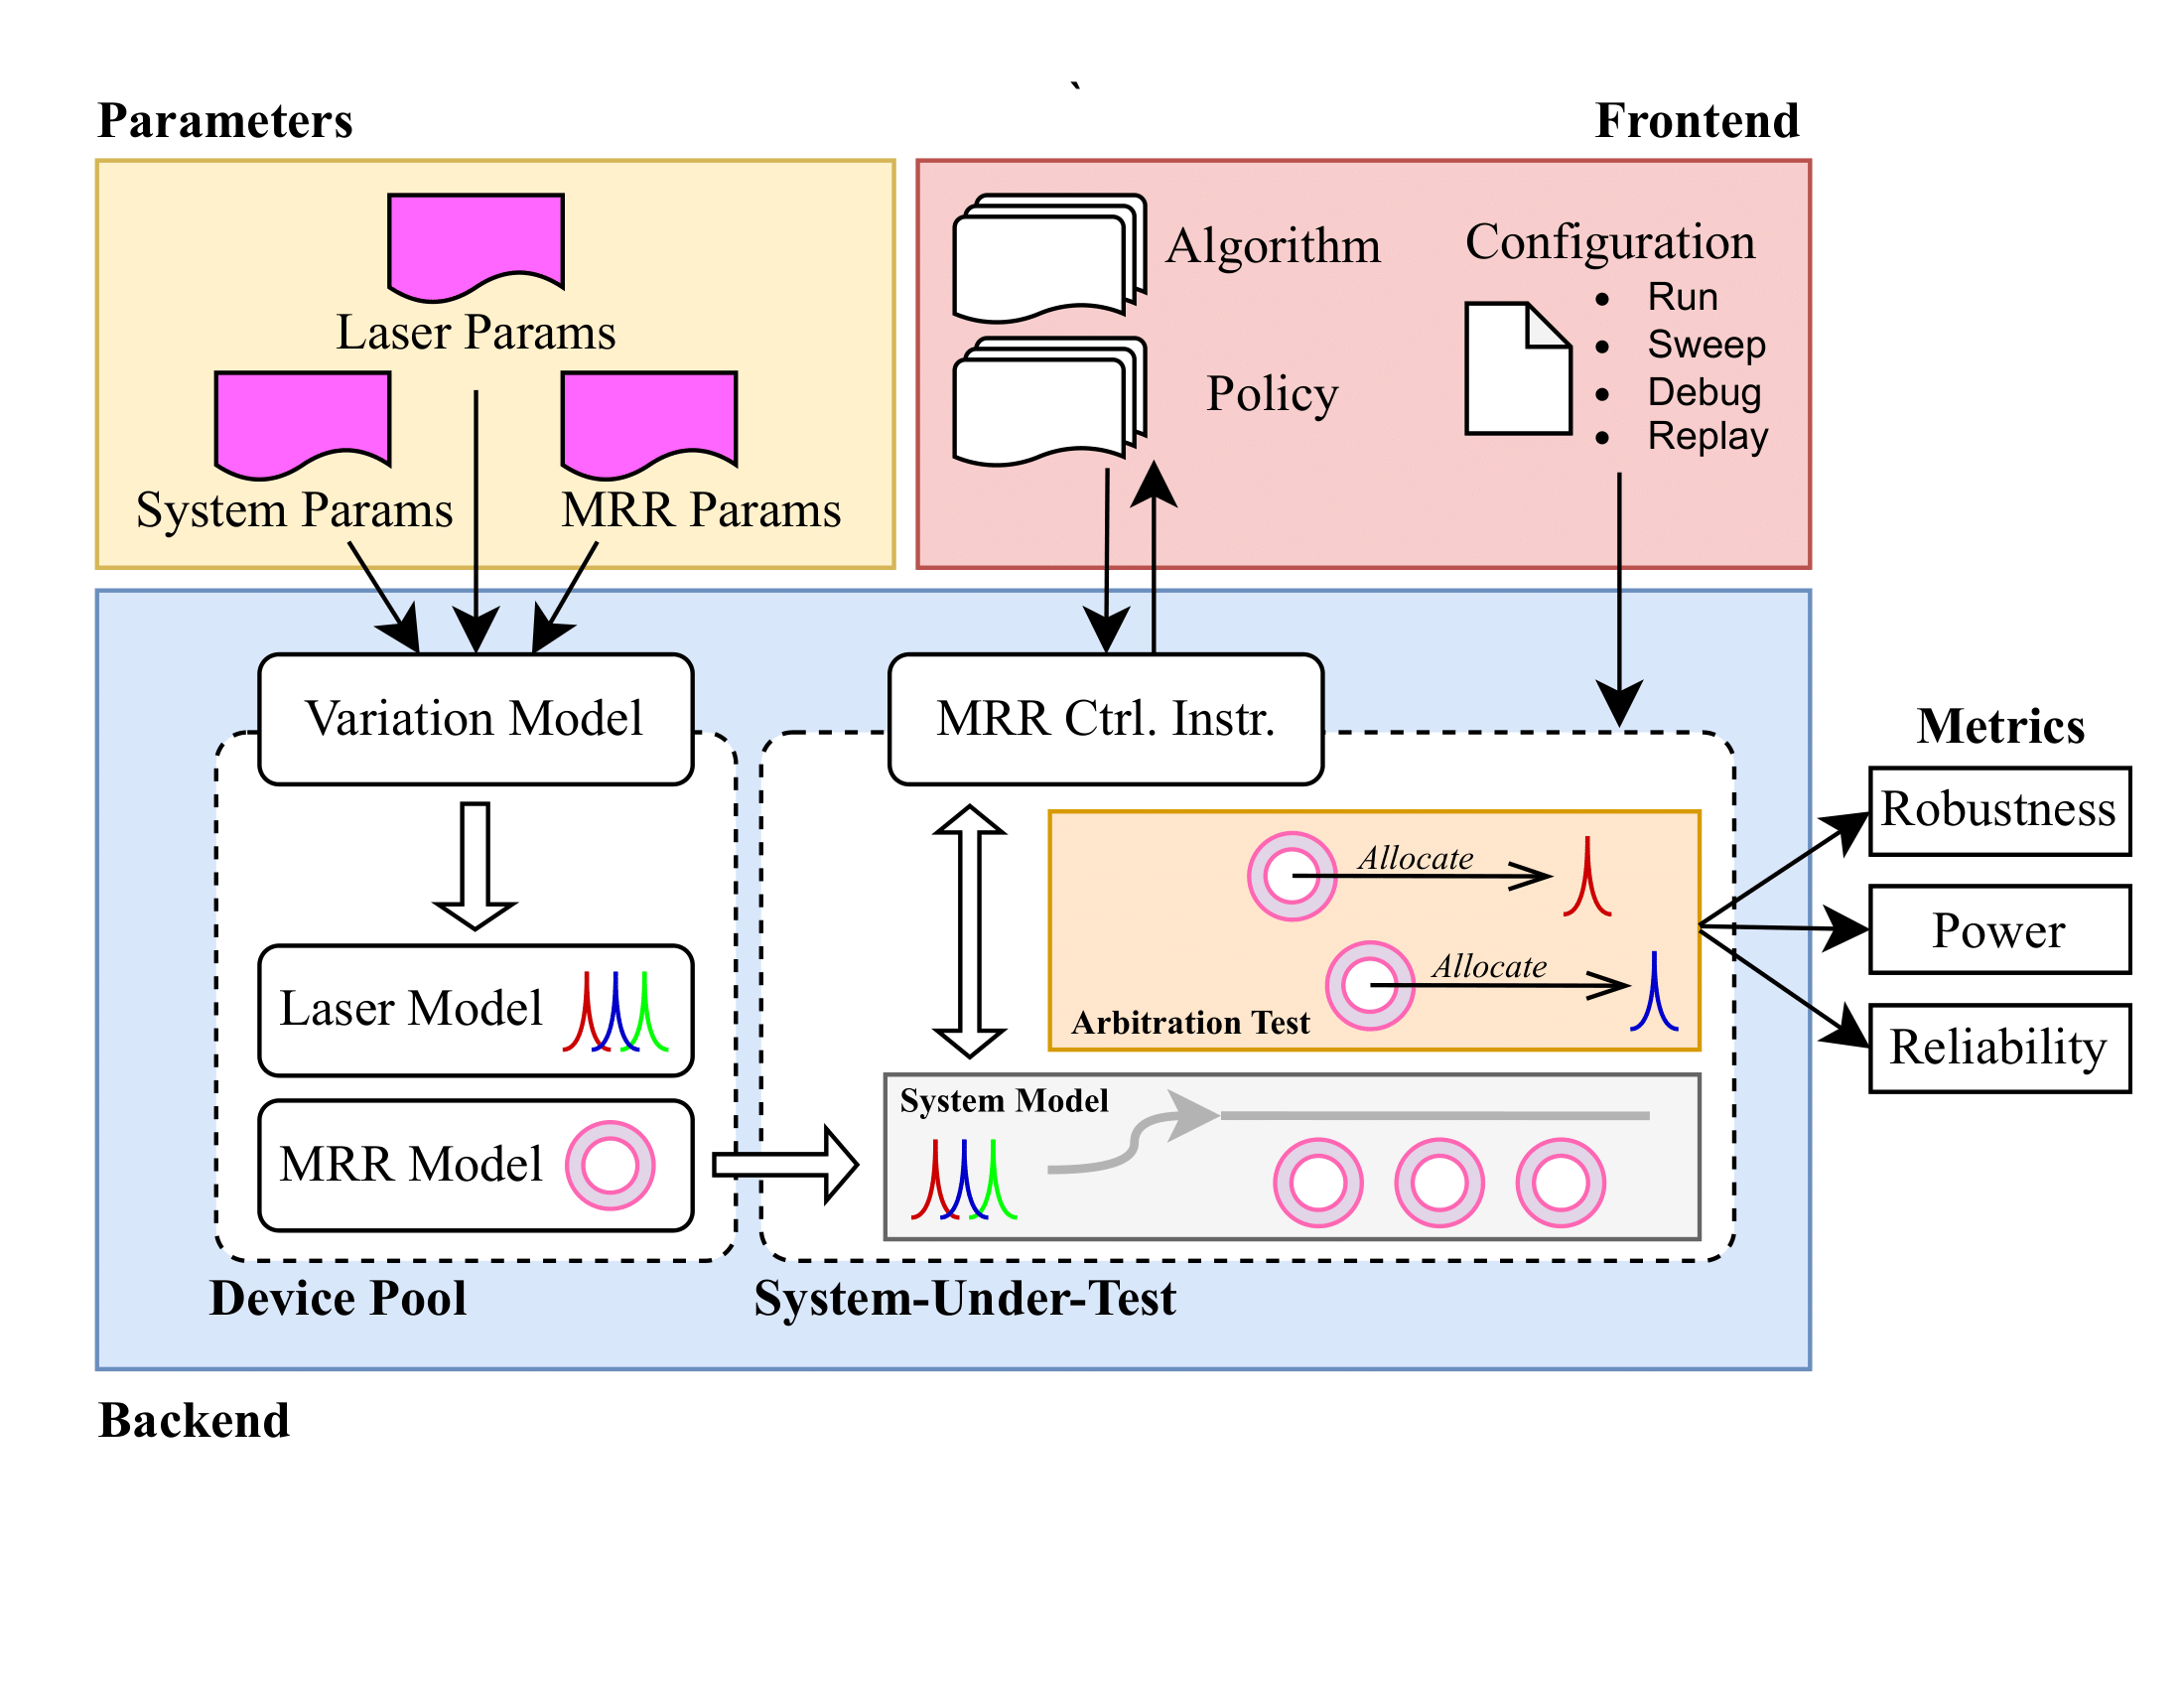 `
Parameters
Frontend
Laser Params
System Params
MRR Params
Algorithm
Policy
Configuration
• Run
• Sweep
• Debug
• Replay
Variation Model
MRR Ctrl. Instr.
Laser Model
MRR Model
Allocate
Allocate
Arbitration Test
System Model
Device Pool
System-Under-Test
Backend
Metrics
Robustness
Power
Reliability